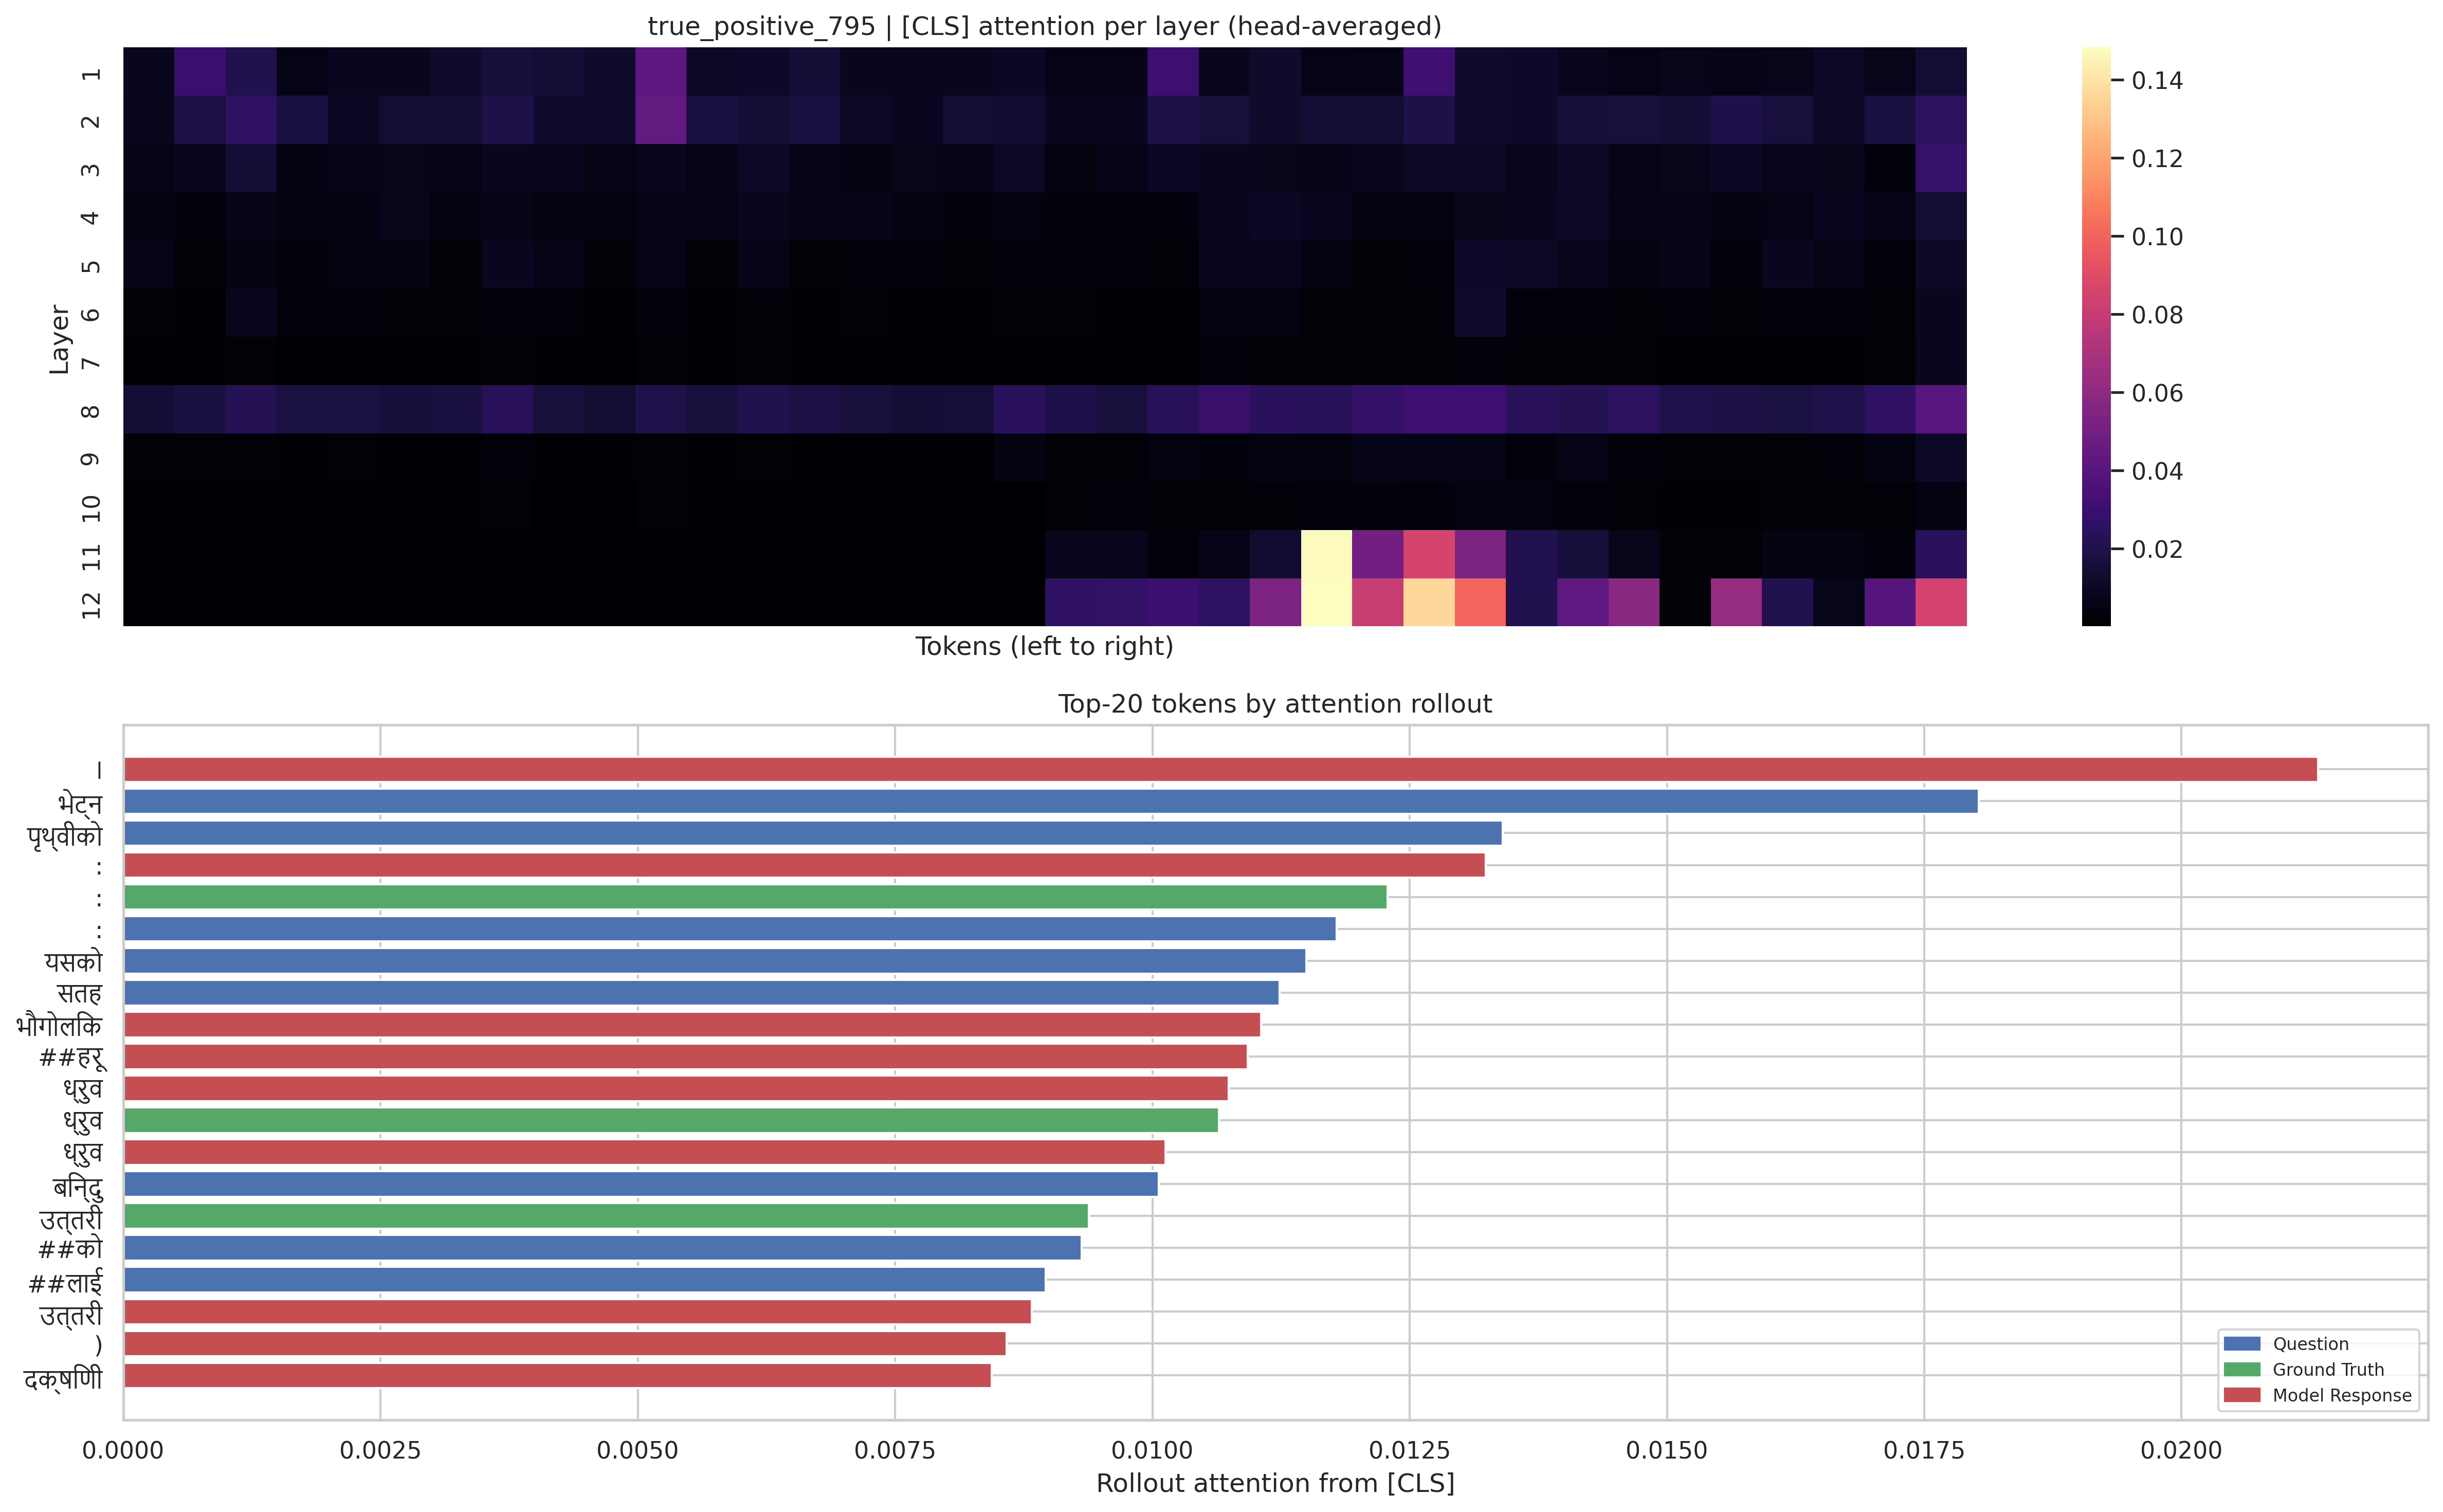 true_positive_795 | [CLS] attention per layer (head-averaged)
Layer
1
2
3
4
5
6
7
8
9
10
11
12
Tokens (left to right)
0.14
0.12
0.10
0.08
0.06
0.04
0.02
Top-20 tokens by attention rollout
।
भेट्न
पृथ्वीको
:
:
:
यसको
सतह
भौगोलिक
##हरू
ध्रुव
ध्रुव
ध्रुव
बिन्दु
उत्तरी
##को
##लाई
उत्तरी
)
दक्षिणी
Question
Ground Truth
Model Response
0.0000 0.0025 0.0050 0.0075 0.0100 0.0125 0.0150 0.0175 0.0200
Rollout attention from [CLS]